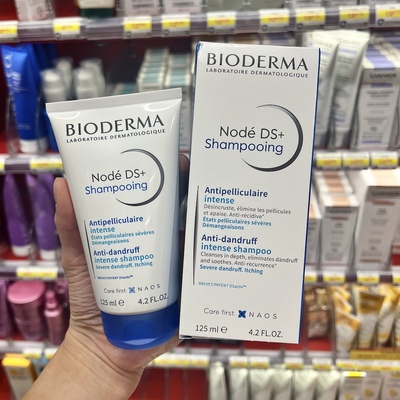 BIODERMA
LABORATOIRE DERMATOLOGIQUE
Nodé DS+
Shampooing
Antipelliculaire
intense
États pelliculaires sévères
Démangeaisons
Anti-dandruff
intense shampoo
Severe dandruff. Itching
Care first
NAOS
125 ml e
4.2 FL.OZ.
BIODERMA
LABORATOIRE DERMATOLOGIQUE
Nodé DS+
Shampooing
Antipelliculaire
intense
Désincruste, élimine les pellicules
et apaise. Anti-récidive*
États pelliculaires sévères.
Démangeaisons
Anti-dandruff
intense shampoo
Cleanses in depth, eliminates dandruff
and soothes. Anti-recurrence*
Severe dandruff. Itching
Care first
NAOS
125 ml e
4.2 FL.OZ.